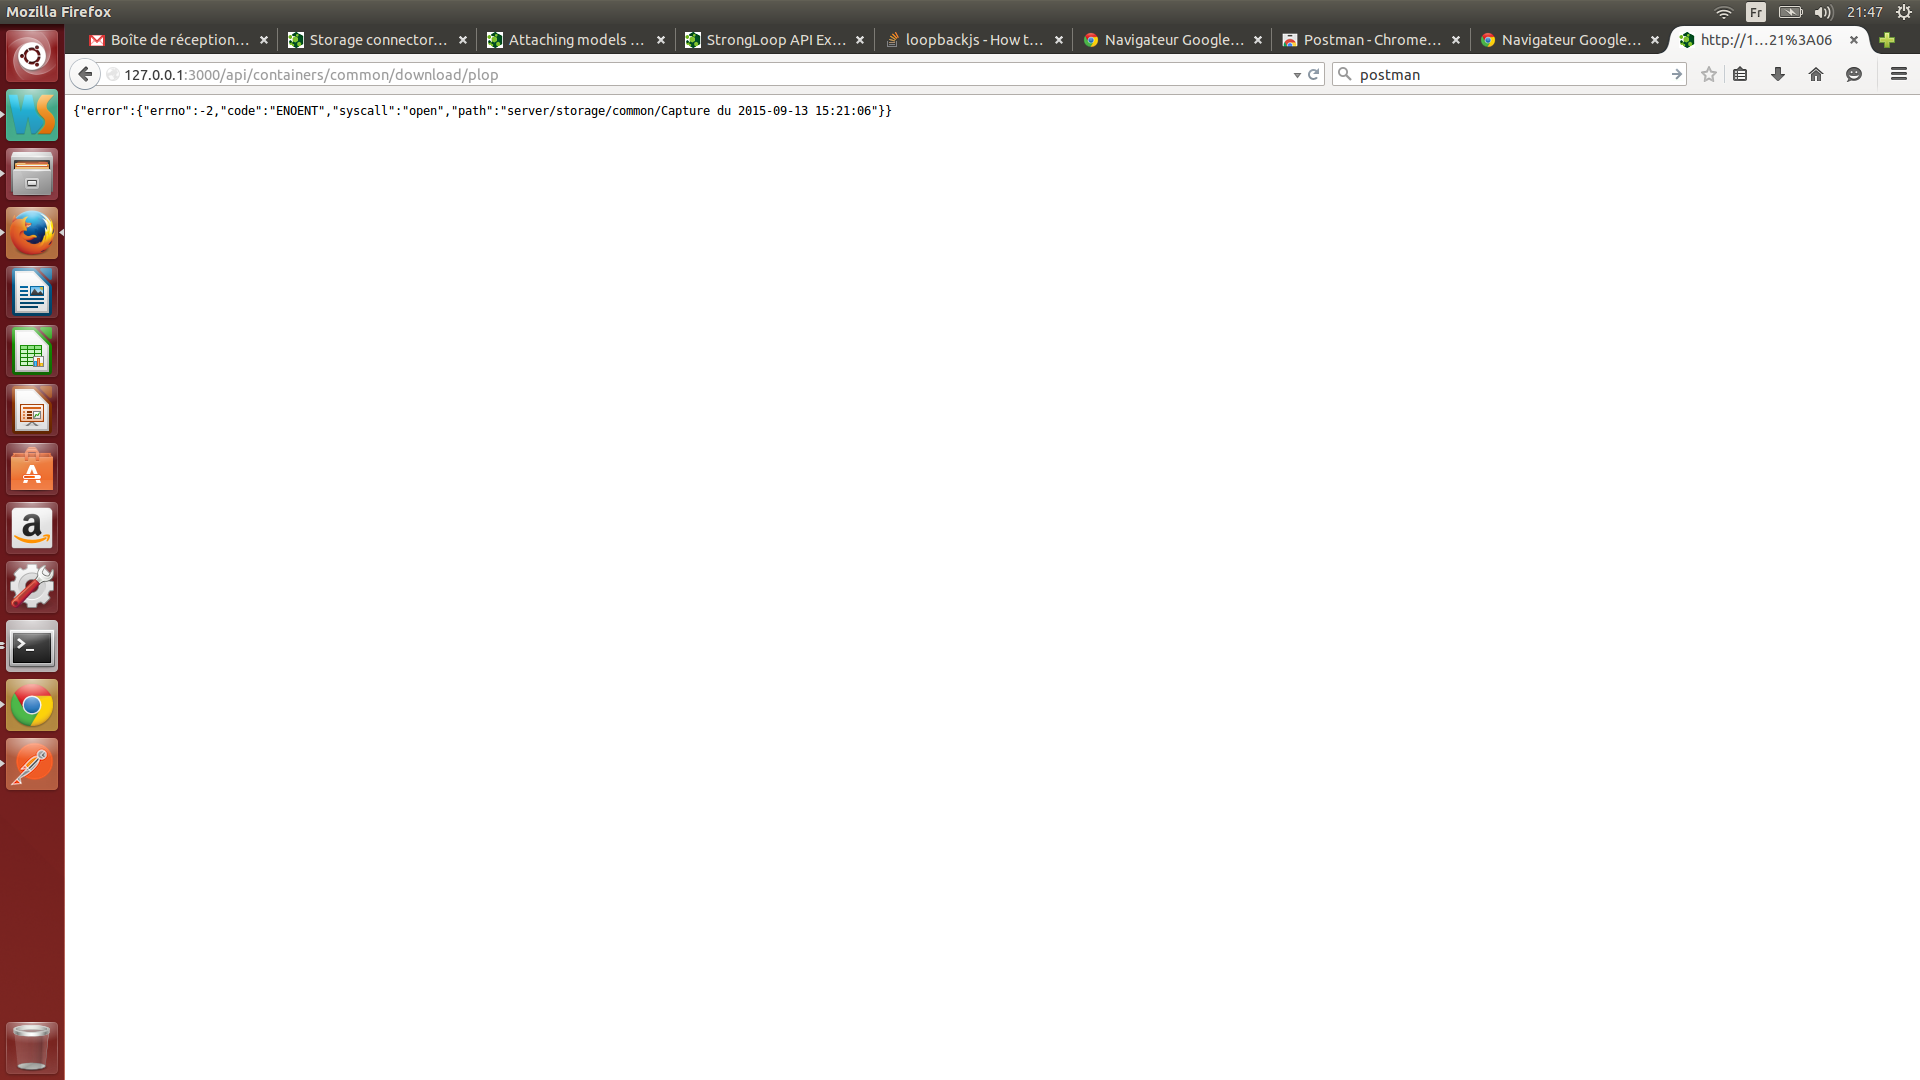 Mozilla Firefox
Fr
21:47
Boîte de réception...
Storage connector...
Attaching models ...
StrongLoop API Ex...
loopbackjs - How t...
Navigateur Google...
Postman - Chrome...
Navigateur Google...
http://1...21%3A06
127.0.0.1:3000/api/containers/common/download/plop
postman
{"error":{"errno":-2,"code":"ENOENT","syscall":"open","path":"server/storage/common/Capture du 2015-09-13 15:21:06"}}
WS
A
a
>_